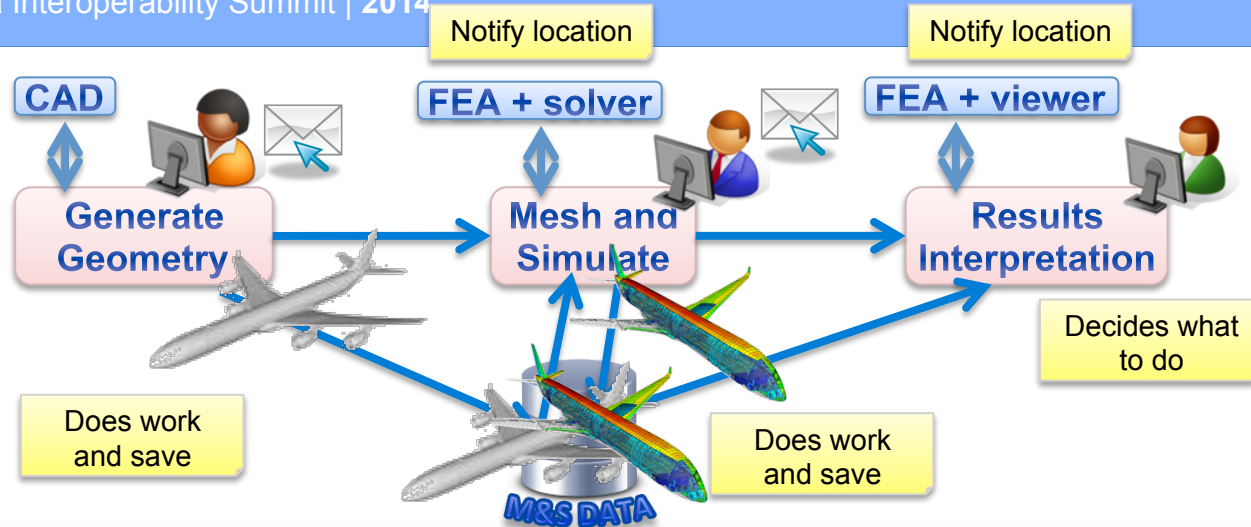 Interoperability Summit | 2014
Notify location
Notify location
CAD
FEA + solver
FEA + viewer
Generate
Geometry
Mesh and
Simulate
Results
Interpretation
Decides what
to do
Does work
and save
Does work
and save
M&S DATA